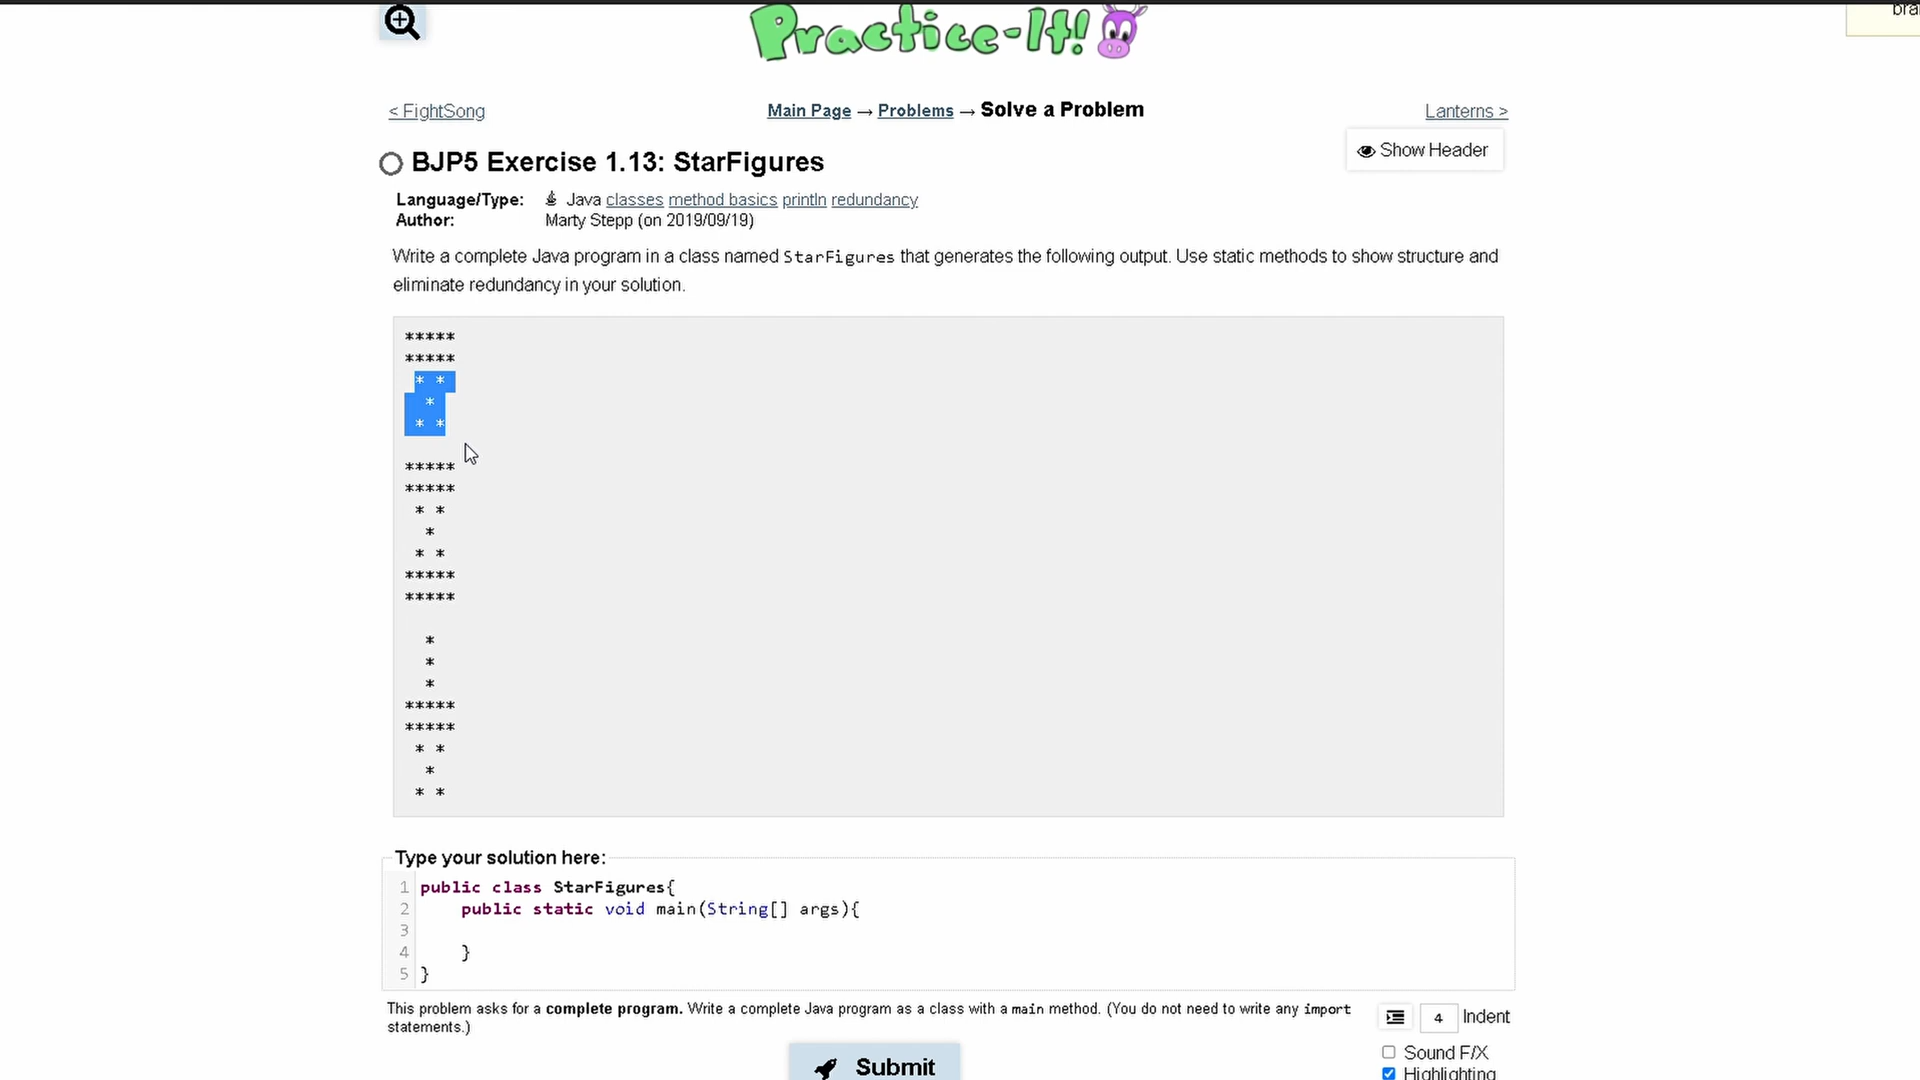 bra
Practice-It!
< FightSong
Main Page → Problems → Solve a Problem
Lanterns >
Show Header
BJP5 Exercise 1.13: StarFigures
Language/Type: Java classes method basics println redundancy
Author: Marty Stepp (on 2019/09/19)
Write a complete Java program in a class named StarFigures that generates the following output. Use static methods to show structure and
eliminate redundancy in your solution.
*****
*****
 * *
  *
 * *

*****
*****
 * *
  *
 * *
*****
*****

  *
  *
  *
*****
*****
 * *
  *
 * *
Type your solution here:
1 public class StarFigures{
2     public static void main(String[] args){
3
4     }
5 }
This problem asks for a complete program. Write a complete Java program as a class with a main method. (You do not need to write any import
statements.)
4 Indent
Sound F/X
Highlighting
Submit